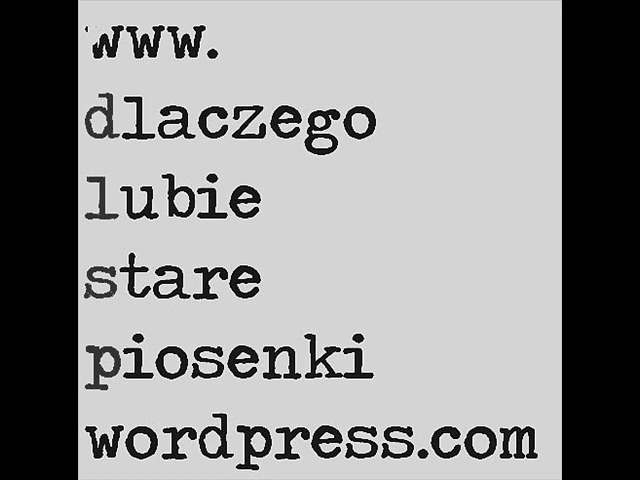 www.
dlaczego
lubie
stare
piosenki
wordpress.com